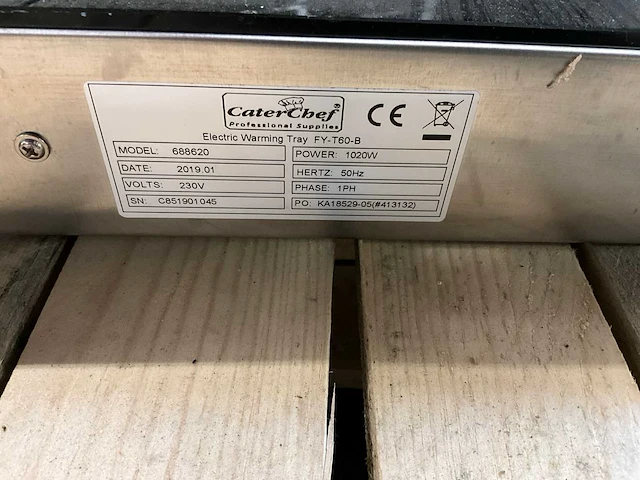 CaterChef®
Professional Supplies
CE
Electric Warming Tray FY-T60-B
MODEL: 688620
POWER: 1020W
DATE: 2019.01
HERTZ: 50Hz
VOLTS: 230V
PHASE: 1PH
SN: C851901045
PO: KA18529-05(#413132)